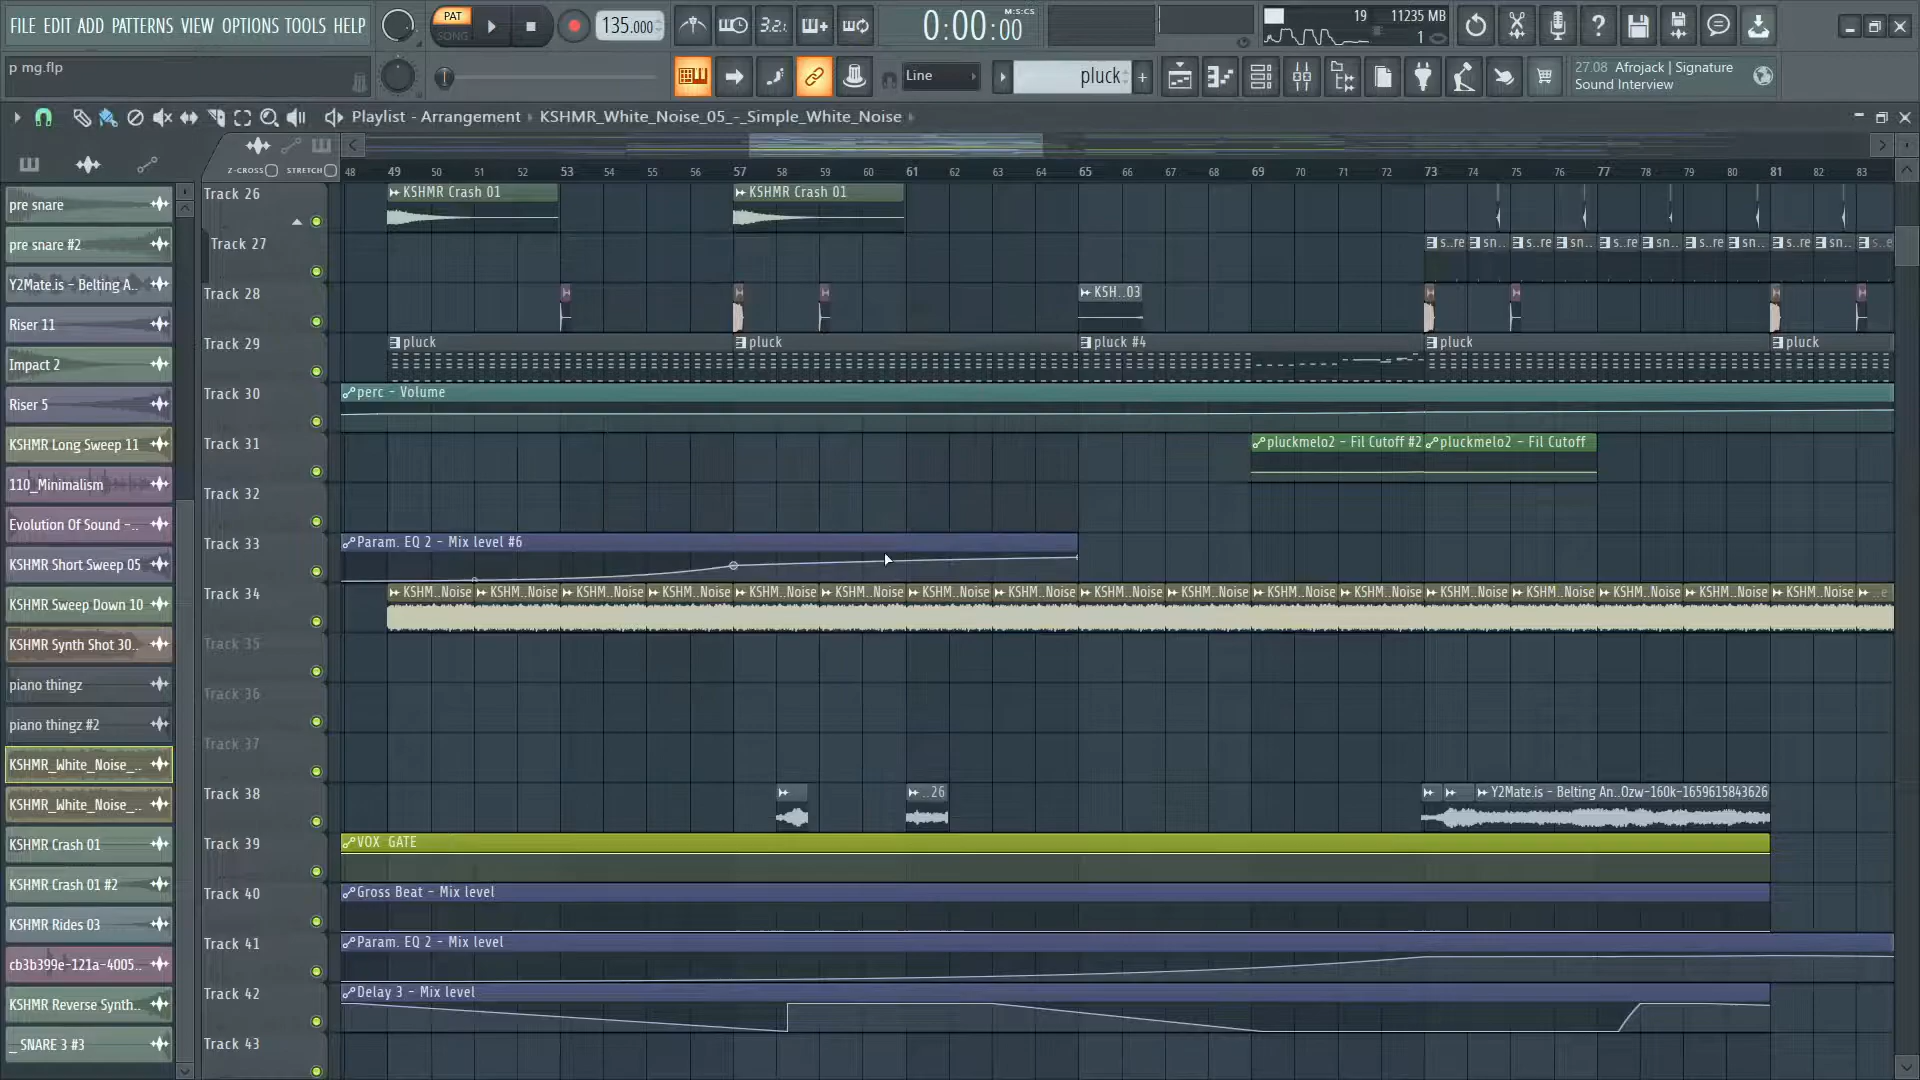 FILE EDIT ADD PATTERNS VIEW OPTIONS TOOLS HELP
PAT
SONG
135.000
3.2.
0:00:00
M:S:CS
19
11235 MB
1
p mg.flp
Line
pluck
27.08 Afrojack | Signature
Sound Interview
Playlist - Arrangement
KSHMR_White_Noise_05_-_Simple_White_Noise
Z-CROSS
STRETCH
48 49 50 51 52 53 54 55 56 57 58 59 60 61 62 63 64 65 66 67 68 69 70 71 72 73 74 75 76 77 78 79 80 81 82 83
pre snare
pre snare #2
Y2Mate.is - Belting A..
Riser 11
Impact 2
Riser 5
KSHMR Long Sweep 11
110_Minimalism
Evolution Of Sound -..
KSHMR Short Sweep 05
KSHMR Sweep Down 10
KSHMR Synth Shot 30..
piano thingz
piano thingz #2
KSHMR_White_Noise_..
KSHMR_White_Noise_..
KSHMR Crash 01
KSHMR Crash 01 #2
KSHMR Rides 03
cb3b399e-121a-4005..
KSHMR Reverse Synth..
_ SNARE 3 #3
Track 26
KSHMR Crash 01
KSHMR Crash 01
Track 27
s..re sn.. s..re sn.. s..re sn.. s..re sn.. s..re sn.. s..e
Track 28
KSH..03
Track 29
pluck
pluck
pluck #4
pluck
pluck
Track 30
perc - Volume
Track 31
pluckmelo2 - Fil Cutoff #2
pluckmelo2 - Fil Cutoff
Track 32
Track 33
Param. EQ 2 - Mix level #6
Track 34
KSHM..Noise KSHM..Noise KSHM..Noise KSHM..Noise KSHM..Noise KSHM..Noise KSHM..Noise KSHM..Noise KSHM..Noise KSHM..Noise KSHM..Noise KSHM..Noise KSHM..Noise KSHM..Noise KSHM..Noise KSHM..Noise KSHM..Noise ..e
Track 35
Track 36
Track 37
Track 38
..26
Y2Mate.is - Belting An..Ozw-160k-1659615843626
Track 39
VOX GATE
Track 40
Gross Beat - Mix level
Track 41
Param. EQ 2 - Mix level
Track 42
Delay 3 - Mix level
Track 43